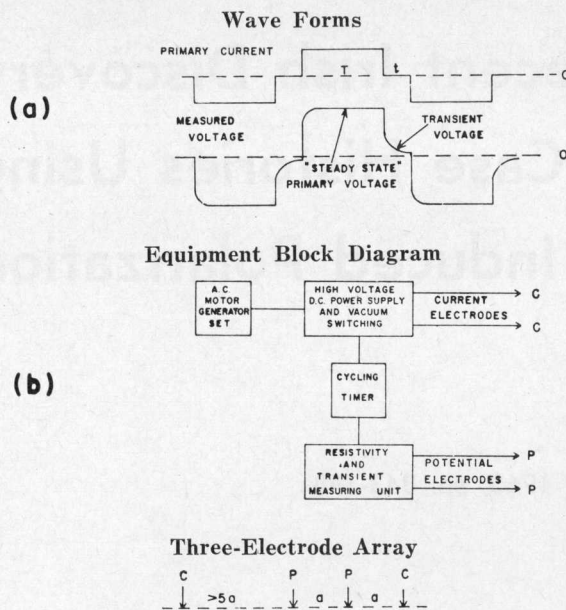 Wave Forms
PRIMARY CURRENT
T
t
O
(a)
MEASURED
VOLTAGE
TRANSIENT
VOLTAGE
O
"STEADY STATE"
PRIMARY VOLTAGE
Equipment Block Diagram
A.C
MOTOR
GENERATOR
SET
HIGH VOLTAGE
D.C. POWER SUPPLY
AND VACUUM
SWITCHING
CURRENT
ELECTRODES
C
C
(b)
CYCLING
TIMER
RESISTIVITY
AND
TRANSIENT
MEASURING UNIT
POTENTIAL
ELECTRODES
P
P
Three-Electrode Array
C P P C
>5a a a